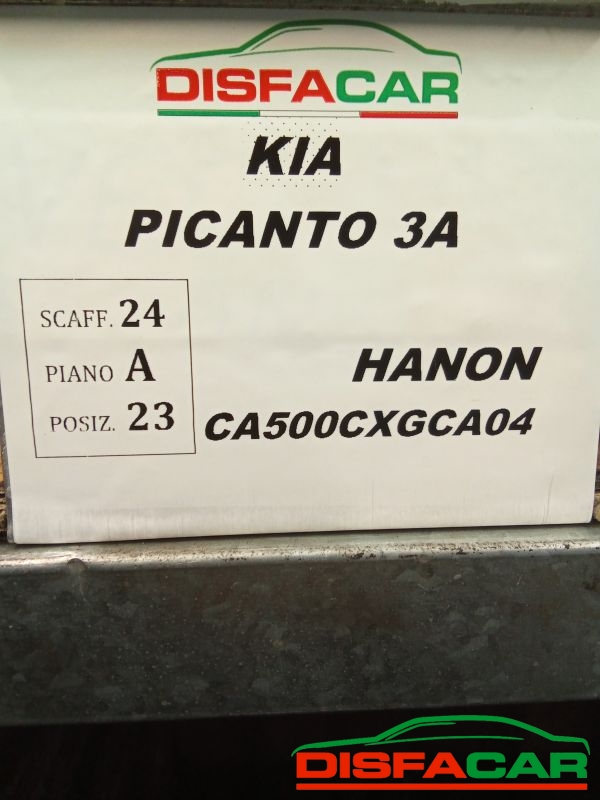 DISFACAR
KIA
PICANTO 3A
SCAFF. 24
PIANO A
POSIZ. 23
HANON
CA500CXGCA04
DISFACAR